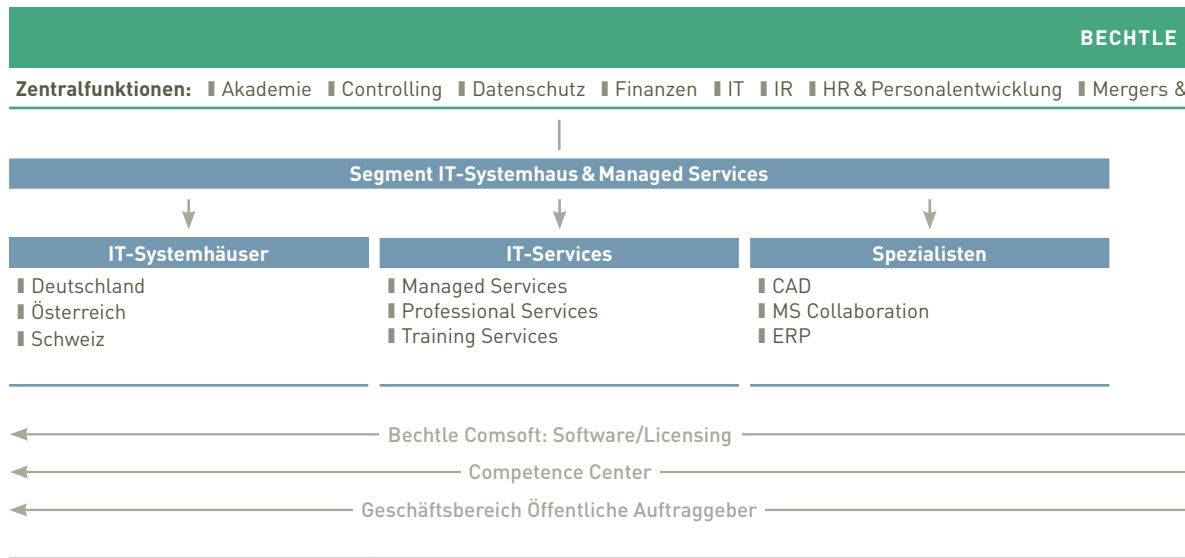 BECHTLE
Zentralfunktionen: ❚ Akademie ❚ Controlling ❚ Datenschutz ❚ Finanzen ❚ IT ❚ IR ❚ HR & Personalentwicklung ❚ Mergers &
Segment IT-Systemhaus & Managed Services
IT-Systemhäuser
❚ Deutschland
❚ Österreich
❚ Schweiz
IT-Services
❚ Managed Services
❚ Professional Services
❚ Training Services
Spezialisten
❚ CAD
❚ MS Collaboration
❚ ERP
Bechtle Comsoft: Software/Licensing
Competence Center
Geschäftsbereich Öffentliche Auftraggeber